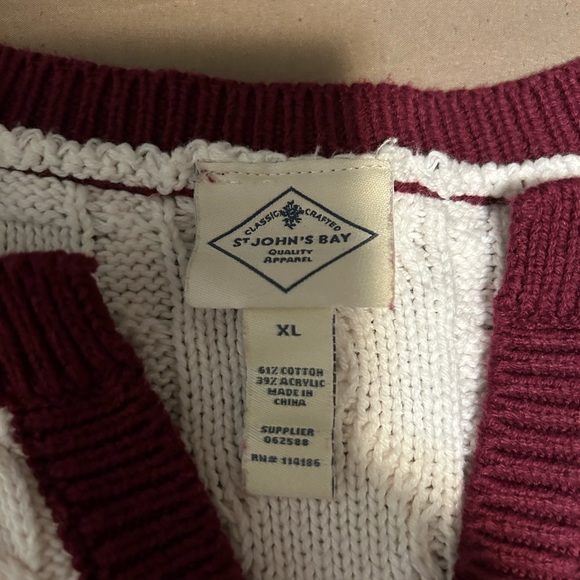 CLASSIC CRAFTED
ST JOHN'S BAY
QUALITY
APPAREL
XL
61% COTTON
39% ACRYLIC
MADE IN
CHINA
SUPPLIER
062588
RN# 114186